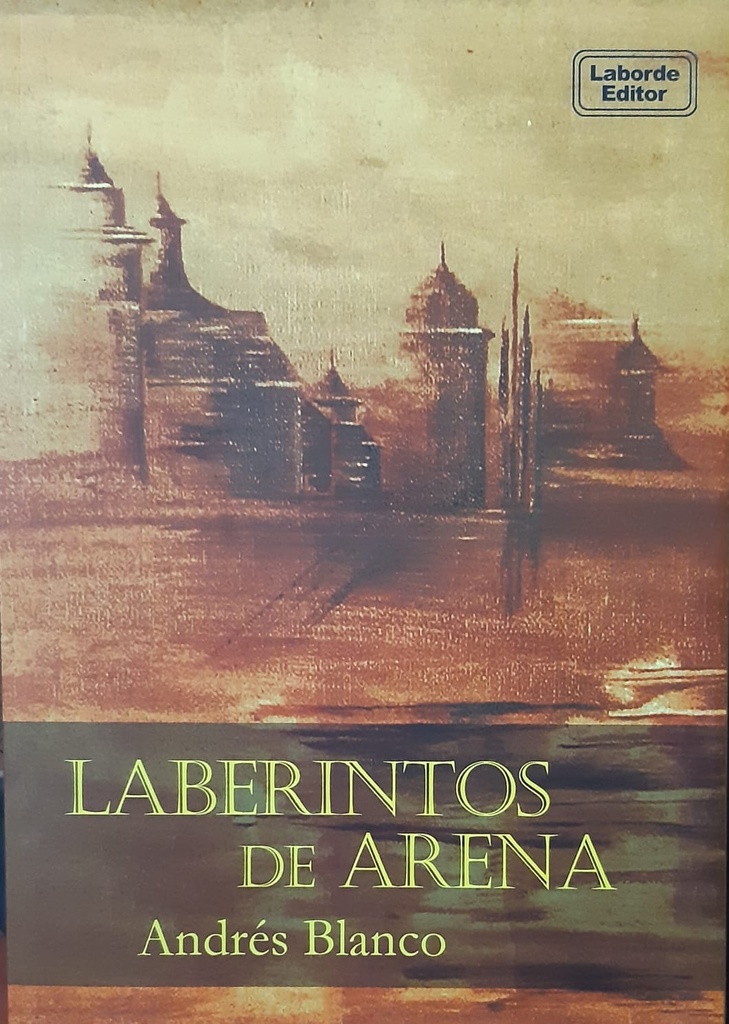 Laborde
Editor
LABERINTOS
DE ARENA
Andrés Blanco